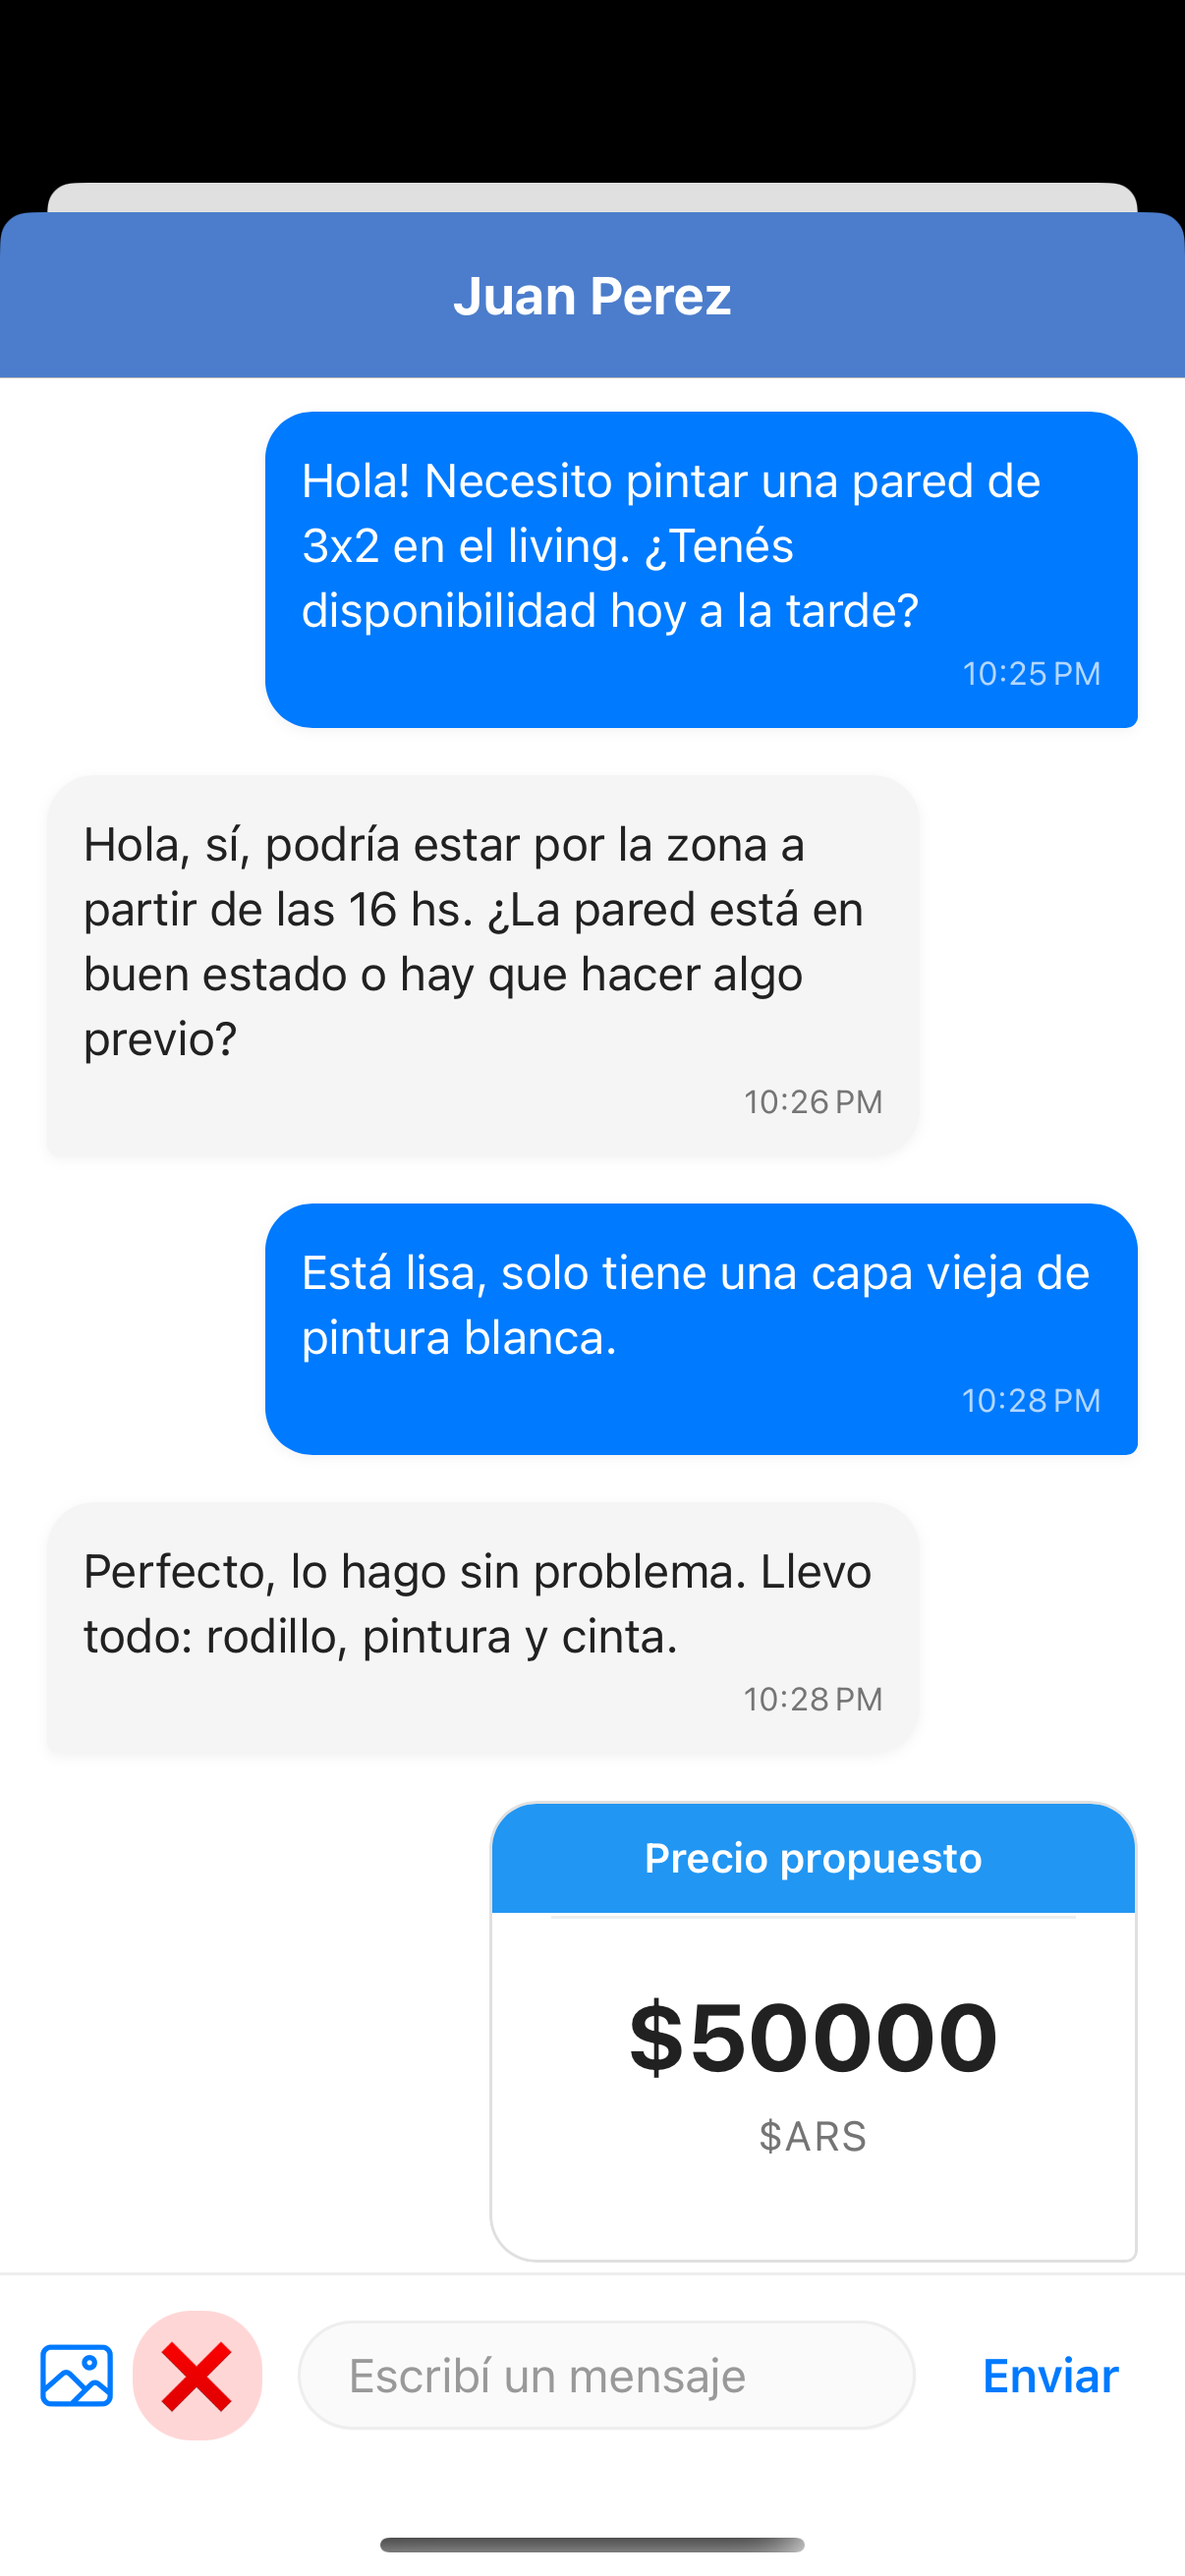 Juan Perez
Hola! Necesito pintar una pared de
3x2 en el living. ¿Tenés
disponibilidad hoy a la tarde?
10:25 PM
Hola, sí, podría estar por la zona a
partir de las 16 hs. ¿La pared está en
buen estado o hay que hacer algo
previo?
10:26 PM
Está lisa, solo tiene una capa vieja de
pintura blanca.
10:28 PM
Perfecto, lo hago sin problema. Llevo
todo: rodillo, pintura y cinta.
10:28 PM
Precio propuesto
$50000
$ARS
Escribí un mensaje
Enviar